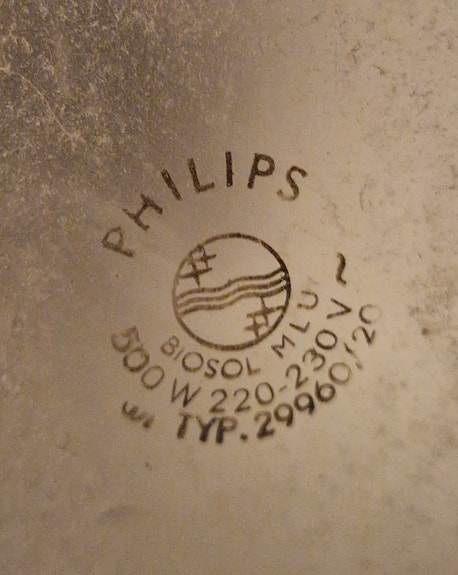 PHILIPS
BIOSOL MLU
500 W 220-230 V ~
TYP. 29960/20